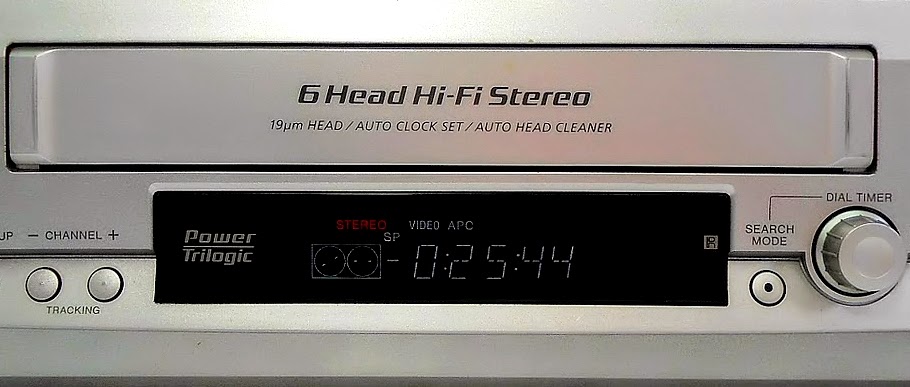 6 Head Hi-Fi Stereo
19µm HEAD / AUTO CLOCK SET / AUTO HEAD CLEANER
DIAL TIMER
STEREO VIDEO APC
UP − CHANNEL +
Power
Trilogic
SP
-0:25:44
SEARCH
MODE
TRACKING